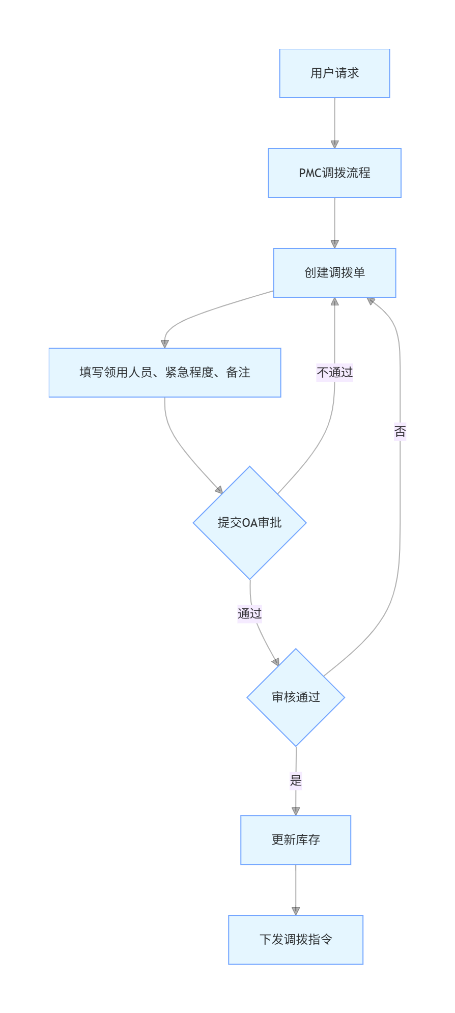 用户请求
PMC调拨流程
创建调拨单
填写领用人员、紧急程度、备注
不通过
否
提交OA审批
通过
审核通过
是
更新库存
下发调拨指令